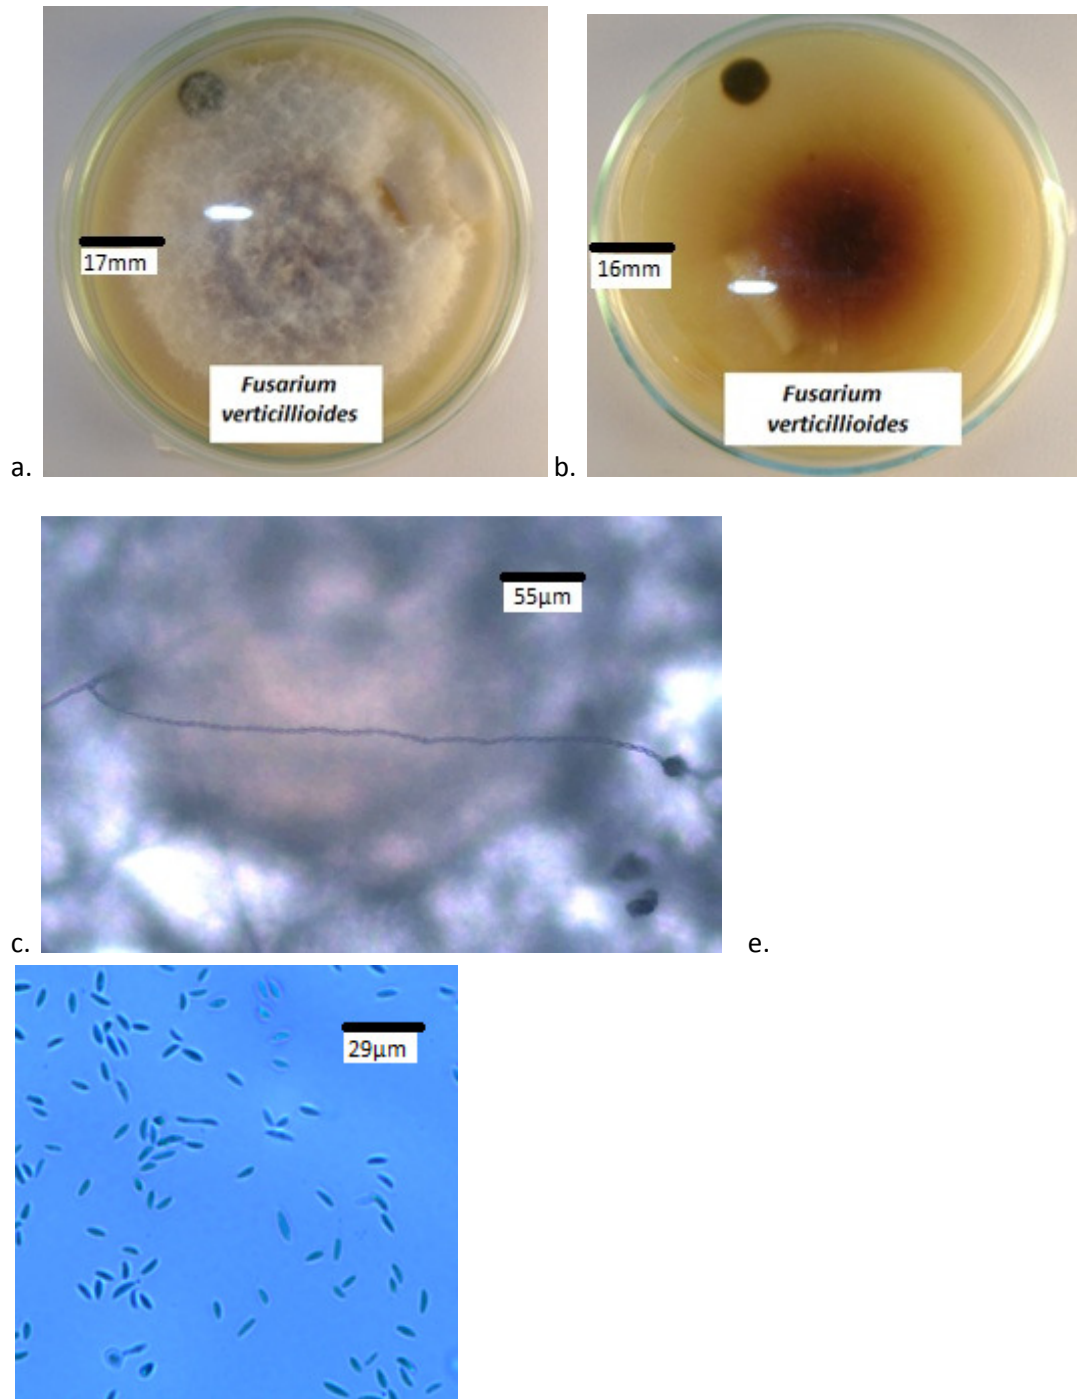 17mm
Fusarium
verticillioides
a.
16mm
Fusarium
verticillioides
b.
55µm
c.
e.
29µm